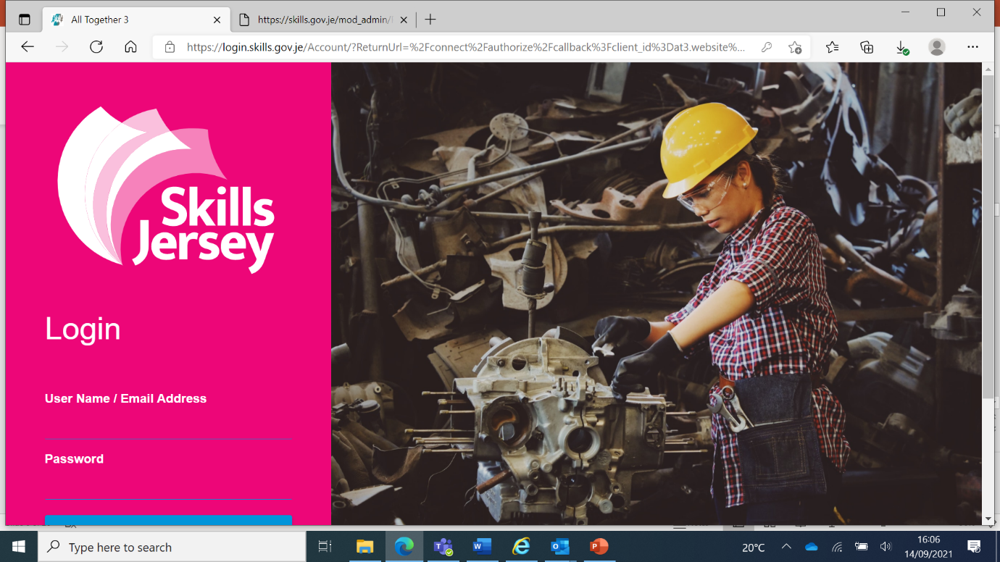 All Together 3
https://skills.gov.je/mod_admin/
https://login.skills.gov.je/Account/?ReturnUrl=%2Fconnect%2Fauthorize%2Fcallback%3Fclient_id%3Dat3.website%...
Skills
Jersey
Login
User Name / Email Address
Password
Type here to search
20°C
16:06
14/09/2021